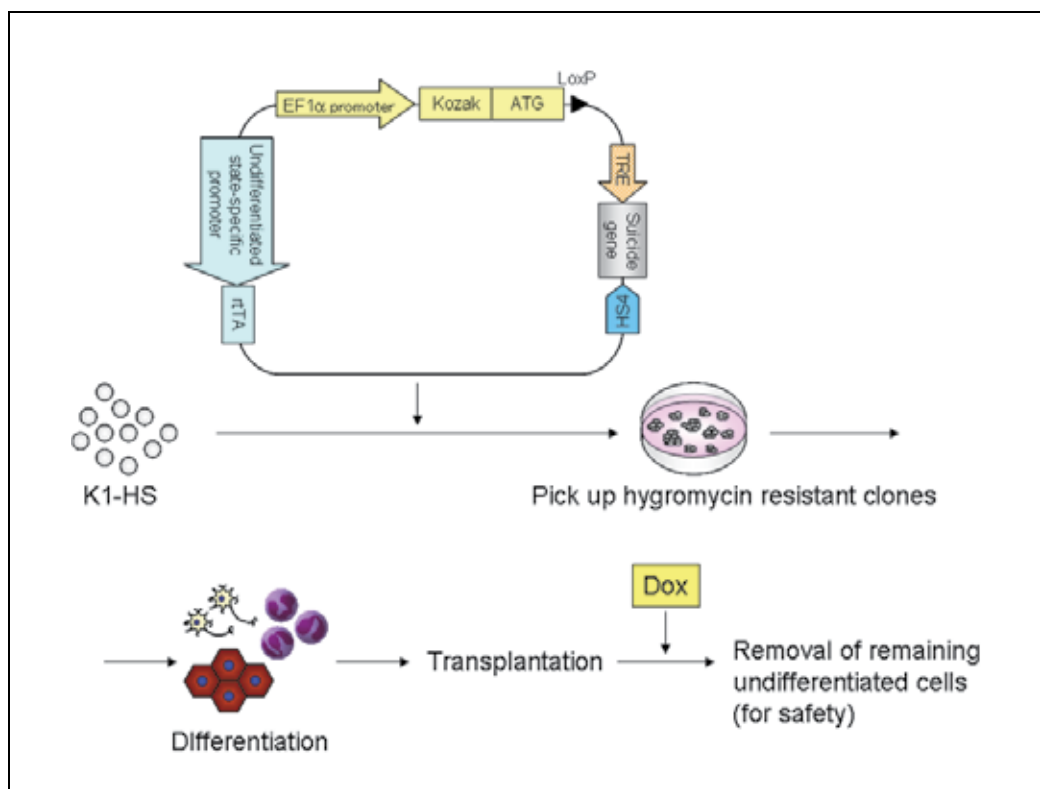 LoxP
EF1α promoter
Kozak
ATG
Undifferentiated
state-specific
promoter
TRE
Suicide
gene
rtTA
HS4
K1-HS
Pick up hygromycin resistant clones
Dox
Transplantation
Removal of remaining
undifferentiated cells
(for safety)
DIfferentiation